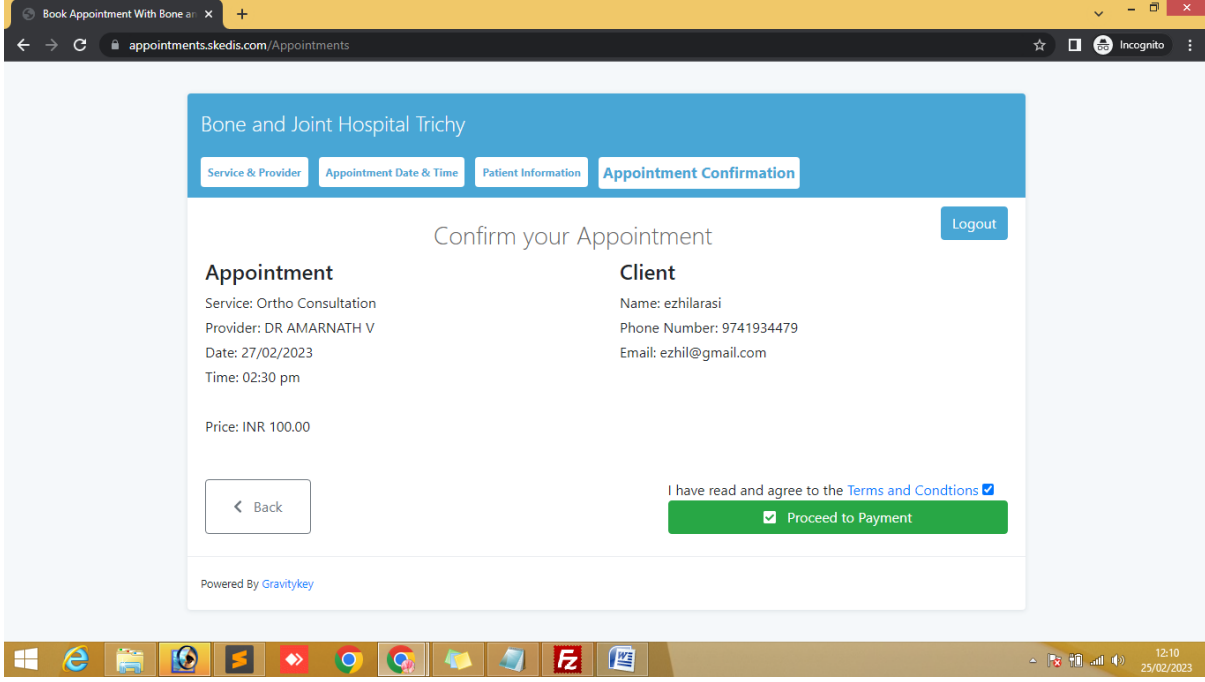 Book Appointment With Bone an
appointments.skedis.com/Appointments
Incognito
Bone and Joint Hospital Trichy
Service & Provider
Appointment Date & Time
Patient Information
Appointment Confirmation
Logout
Confirm your Appointment
Appointment
Service: Ortho Consultation
Provider: DR AMARNATH V
Date: 27/02/2023
Time: 02:30 pm
Price: INR 100.00
Client
Name: ezhilarasi
Phone Number: 9741934479
Email: ezhil@gmail.com
Back
I have read and agree to the Terms and Condtions
Proceed to Payment
Powered By Gravitykey
12:10
25/02/2023